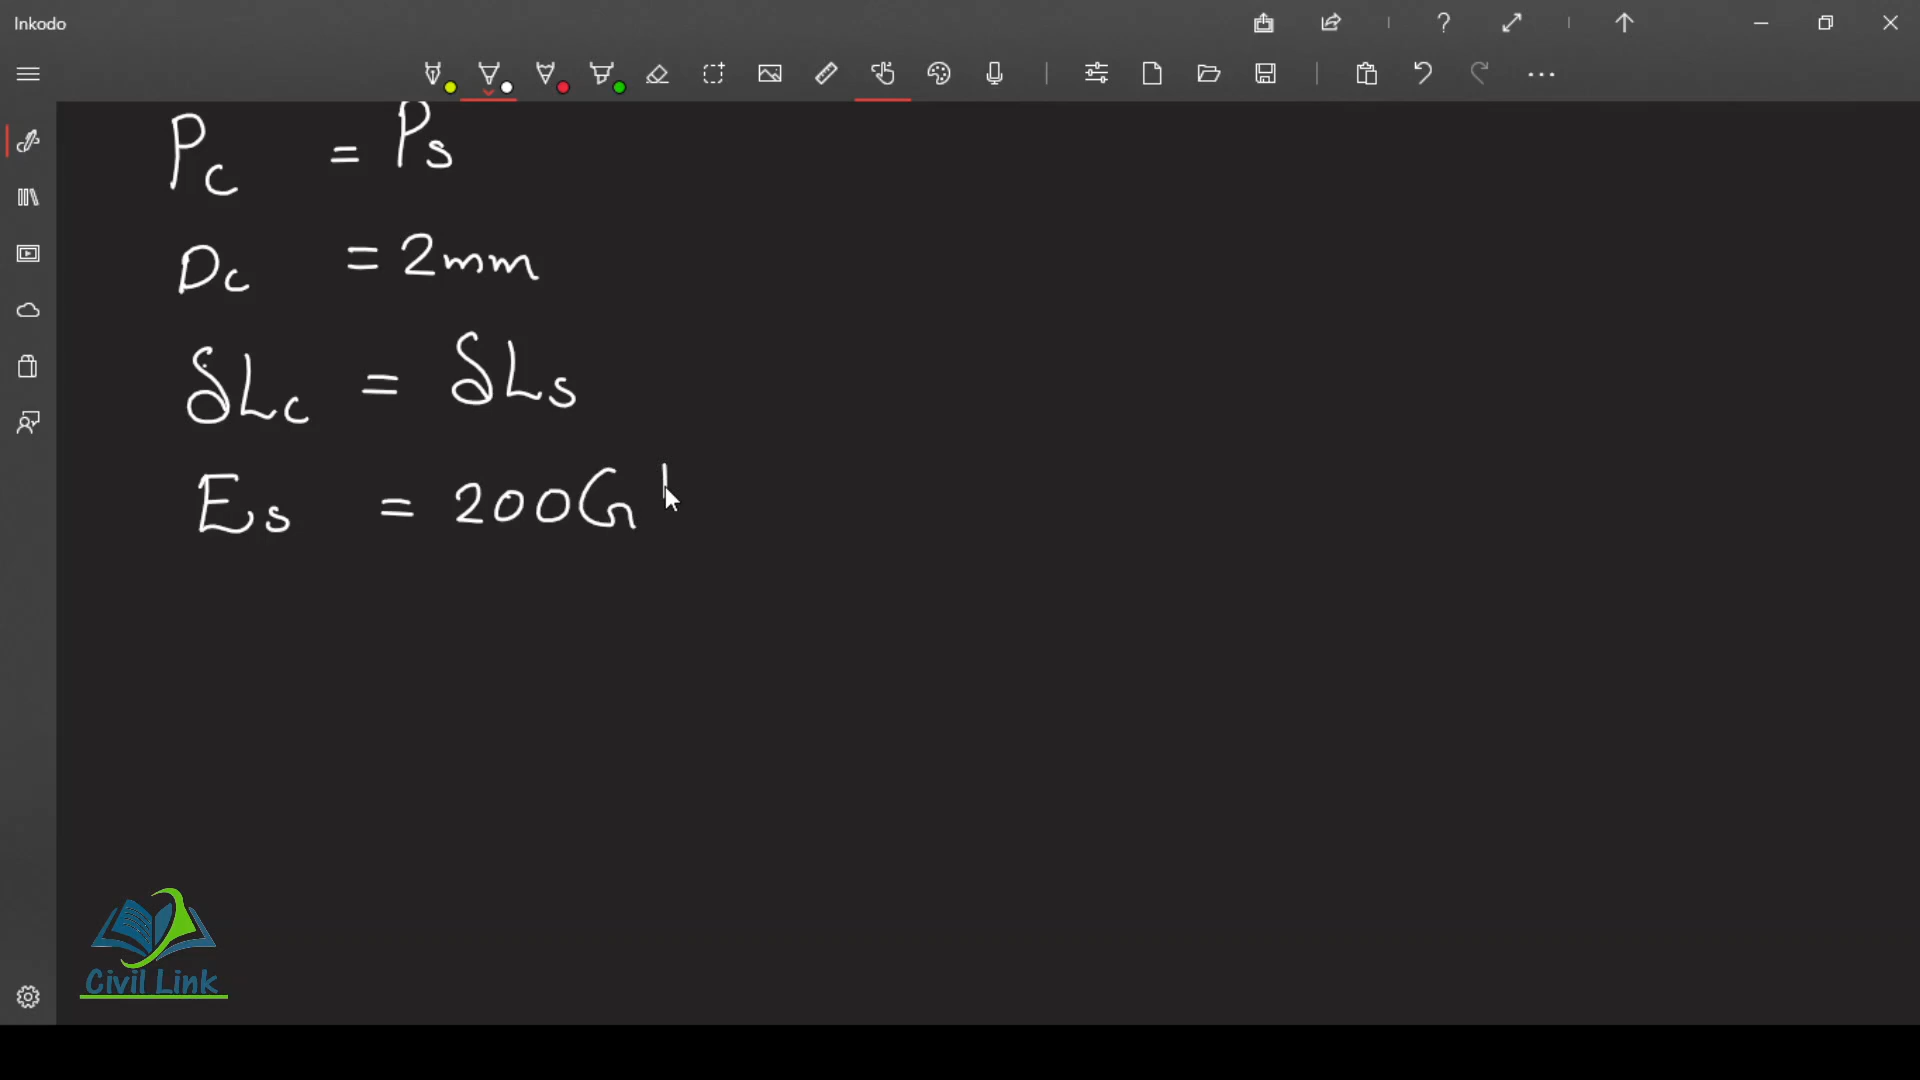 Inkodo
Pc = Ps
Dc = 2mm
δLc = δLs
Es = 200G
Civil Link